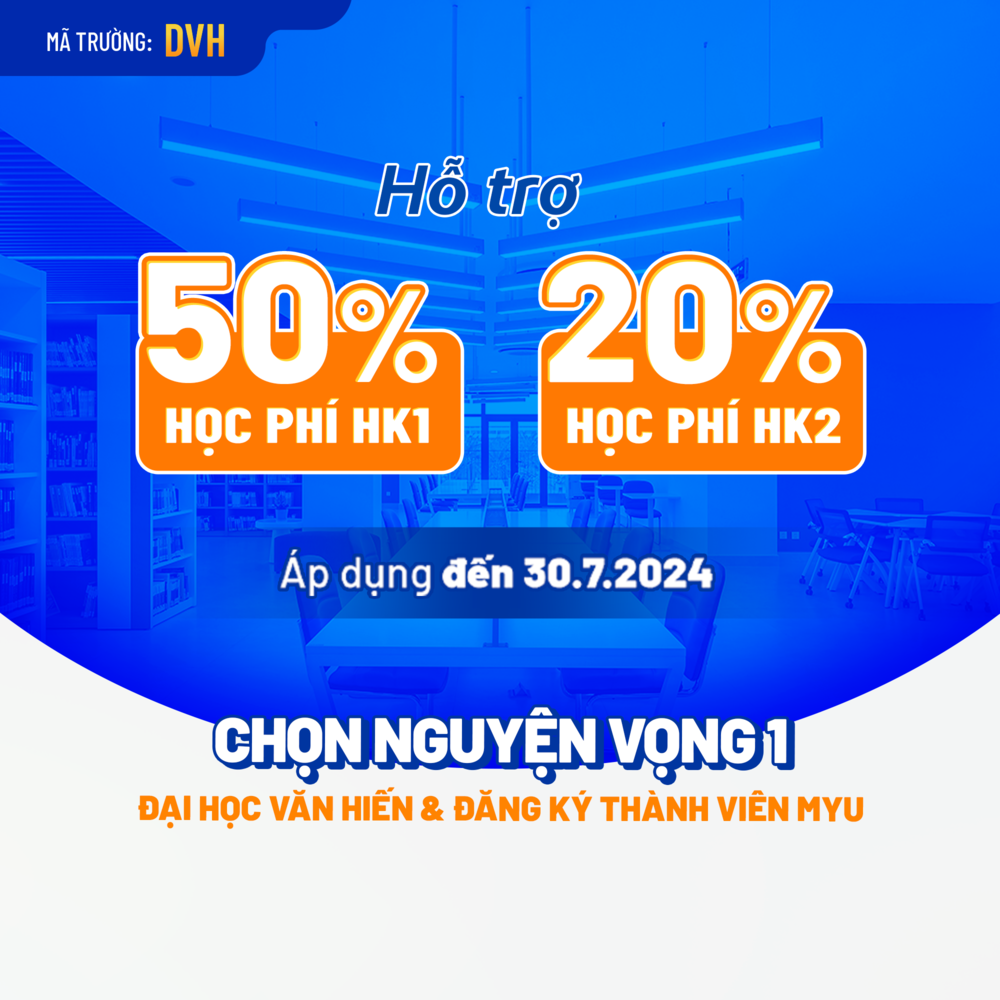 MÃ TRƯỜNG: DVH
Hỗ trợ
50%
HỌC PHÍ HK1
20%
HỌC PHÍ HK2
Áp dụng đến 30.7.2024
CHỌN NGUYỆN VỌNG 1
ĐẠI HỌC VĂN HIẾN & ĐĂNG KÝ THÀNH VIÊN MYU